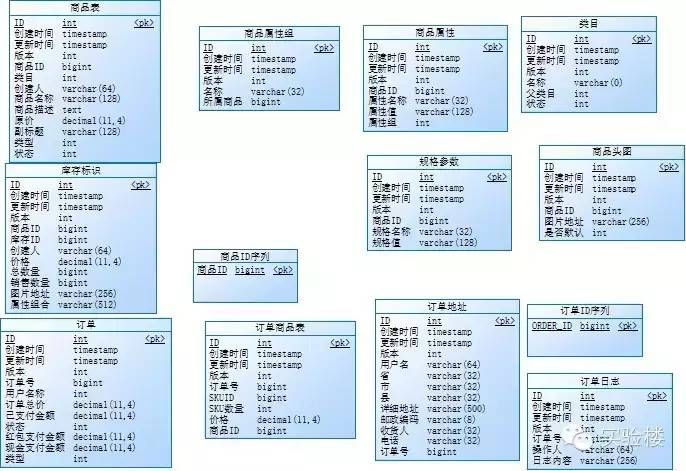 商品表
ID int <pk>
创建时间 timestamp
更新时间 timestamp
版本 int
商品ID bigint
类目 int
创建人 varchar(64)
商品名称 varchar(128)
商品描述 text
原价 decimal(11,4)
副标题 varchar(128)
类型 int
状态 int
商品属性组
ID int <pk>
创建时间 timestamp
更新时间 timestamp
版本 int
名称 varchar(32)
所属商品 bigint
商品属性
ID int <pk>
创建时间 timestamp
更新时间 timestamp
版本 int
商品ID bigint
属性名称 varchar(32)
属性值 varchar(128)
属性组 int
类目
ID int <pk>
创建时间 timestamp
更新时间 timestamp
版本 int
名称 varchar(0)
父类目 int
状态 int
库存标识
ID int <pk>
创建时间 timestamp
更新时间 timestamp
版本 int
商品ID bigint
库存ID bigint
创建人 varchar(64)
价格 decimal(11,4)
总数量 bigint
销售数量 bigint
图片地址 varchar(256)
属性组合 varchar(512)
规格参数
ID int <pk>
创建时间 timestamp
更新时间 timestamp
版本 int
商品ID bigint
规格名称 varchar(32)
规格值 varchar(128)
商品头图
ID int <pk>
创建时间 timestamp
更新时间 timestamp
版本 int
商品ID bigint
图片地址 varchar(256)
是否默认 int
商品ID序列
商品ID bigint <pk>
订单
ID int <pk>
创建时间 timestamp
更新时间 timestamp
版本 int
订单号 bigint
用户名称 int
订单总价 decimal(11,4)
已支付金额 decimal(11,4)
状态 int
红包支付金额 decimal(11,4)
现金支付金额 decimal(11,4)
类型 int
订单商品表
ID int <pk>
创建时间 timestamp
更新时间 timestamp
版本 int
订单号 bigint
SKUID bigint
SKU数量 int
价格 decimal(11,4)
商品ID bigint
订单地址
ID int <pk>
创建时间 timestamp
更新时间 timestamp
版本 int
用户名 varchar(64)
省 varchar(32)
市 varchar(32)
县 varchar(32)
详细地址 varchar(500)
邮政编码 varchar(8)
收货人 varchar(32)
电话 varchar(32)
订单号 bigint
订单ID序列
ORDER_ID bigint <pk>
订单日志
ID int <pk>
创建时间 timestamp
更新时间 timestamp
版本 int
订单号 bigint
操作人 varchar(64)
日志内容 varchar(256)
实验楼